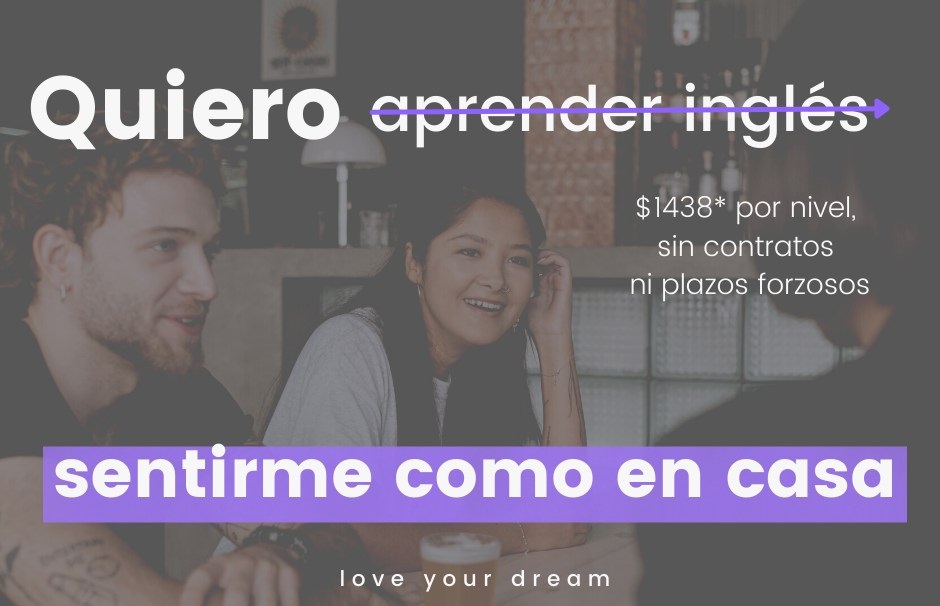 Quiero aprender inglés
$1438* por nivel,
sin contratos
ni plazos forzosos
sentirme como en casa
love your dream